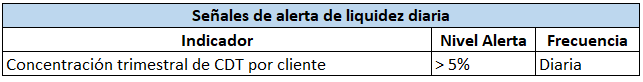 Señales de alerta de liquidez diaria
Indicador Nivel Alerta Frecuencia
Concentración trimestral de CDT por cliente > 5% Diaria